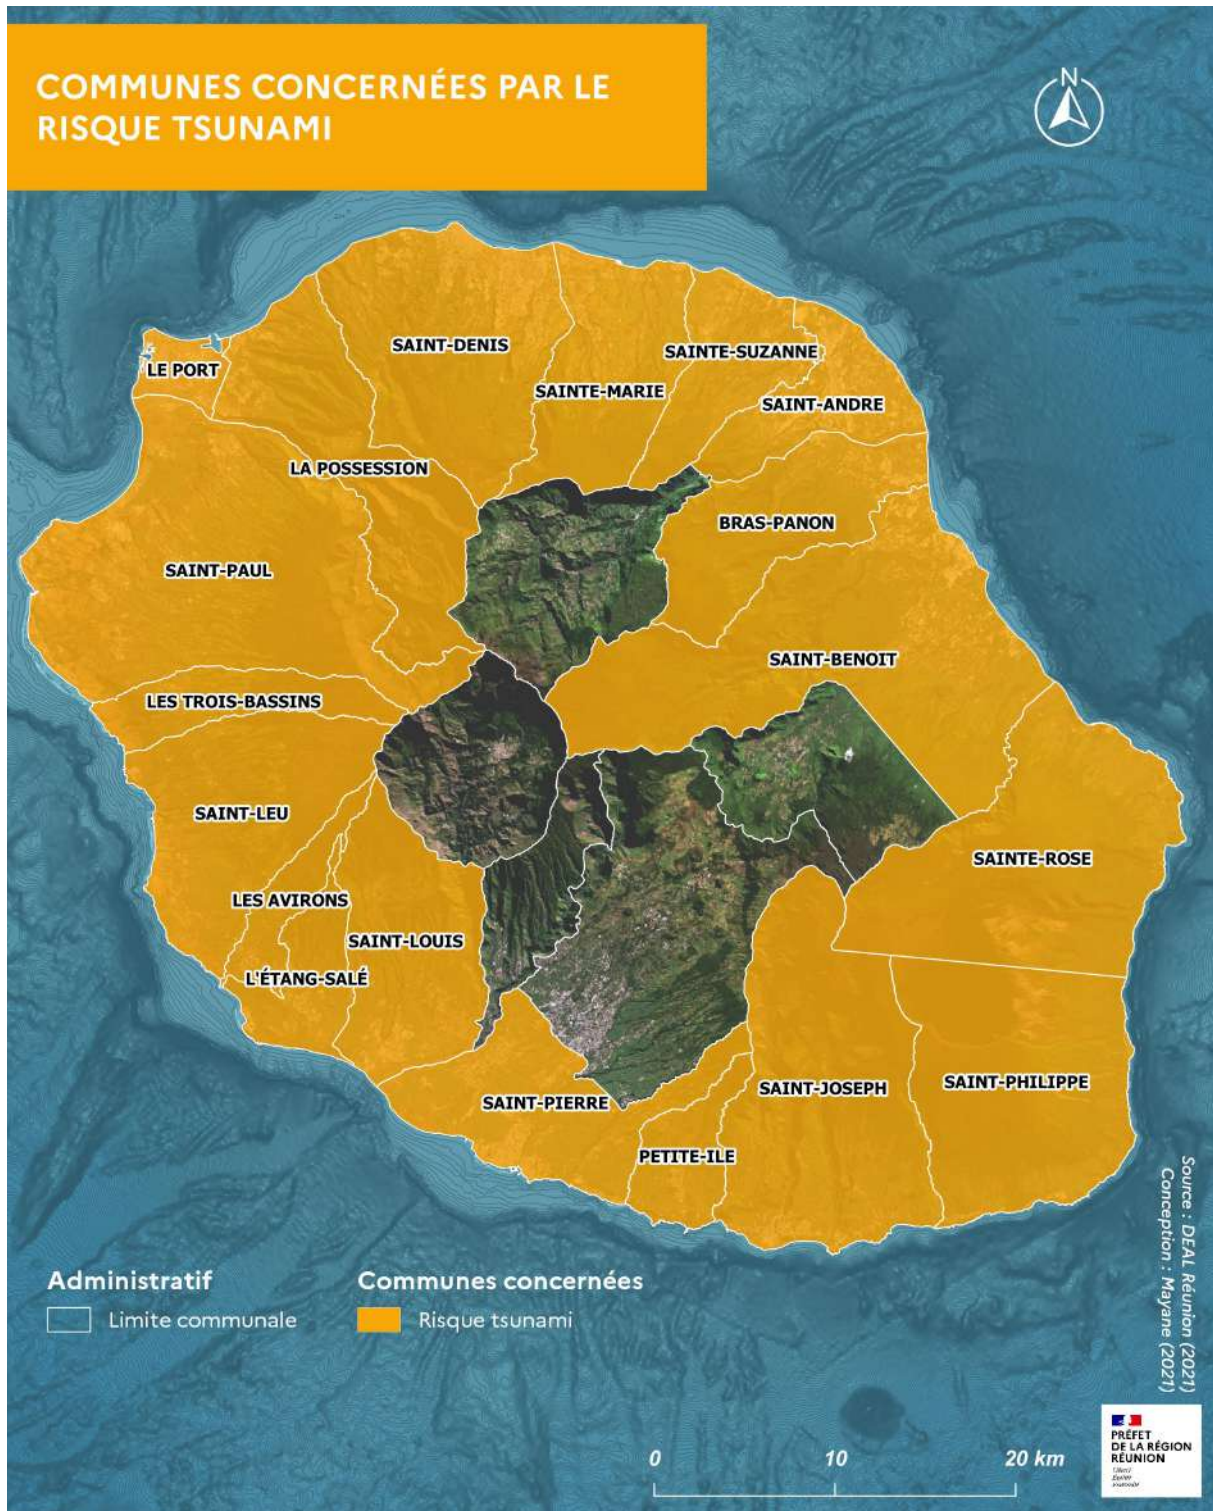 COMMUNES CONCERNÉES PAR LE
RISQUE TSUNAMI
N
SAINT-DENIS
SAINTE-SUZANNE
LE PORT
SAINTE-MARIE
SAINT-ANDRE
LA POSSESSION
BRAS-PANON
SAINT-PAUL
SAINT-BENOIT
LES TROIS-BASSINS
SAINT-LEU
SAINTE-ROSE
LES AVIRONS
SAINT-LOUIS
L'ÉTANG-SALÉ
SAINT-PHILIPPE
SAINT-JOSEPH
SAINT-PIERRE
PETITE-ILE
Source : DEAL Réunion (2021)
Conception : Mayane (2021)
Administratif
Limite communale
Communes concernées
Risque tsunami
0 10 20 km
PRÉFET
DE LA RÉGION
RÉUNION